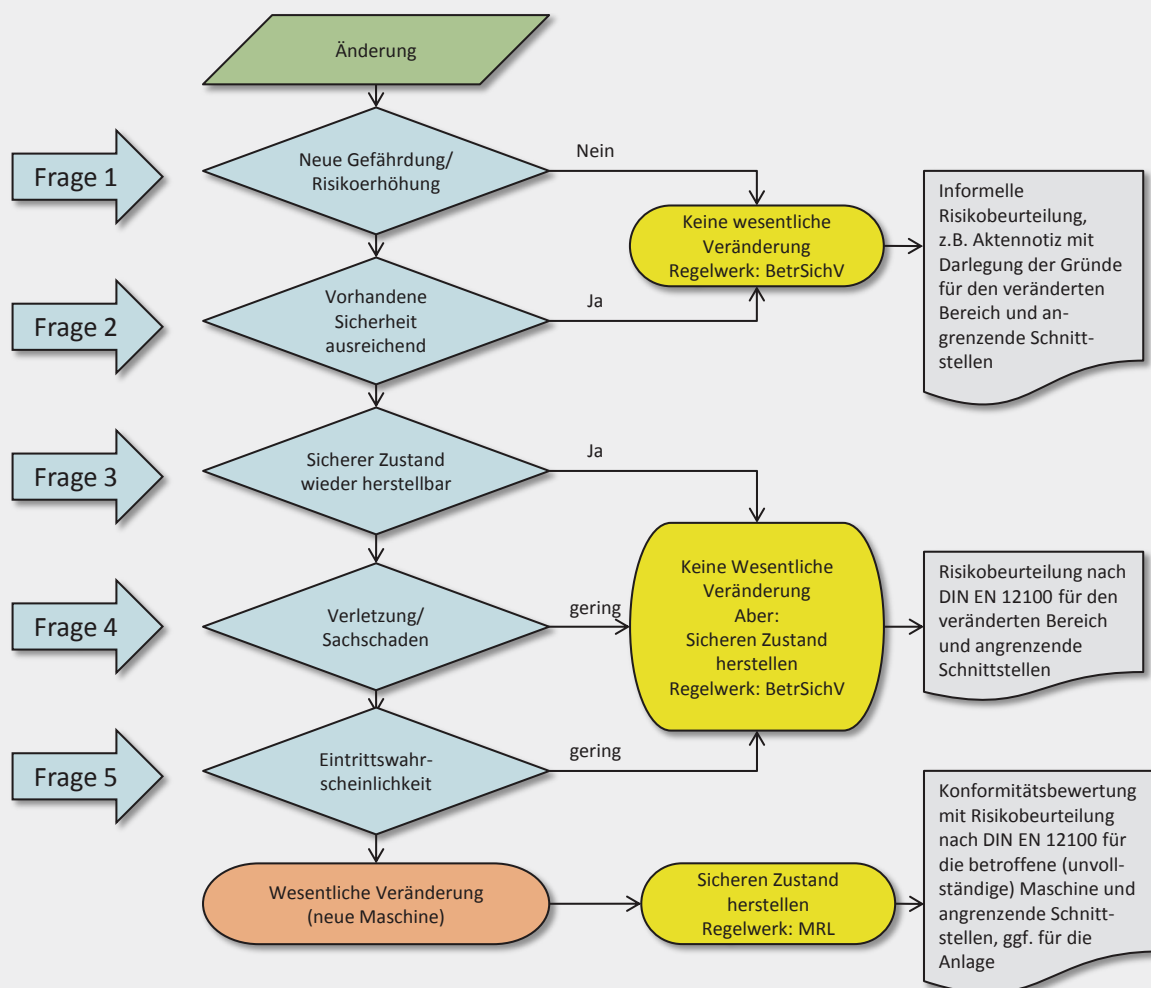 Änderung
Frage 1
Neue Gefährdung/
Risikoerhöhung
Nein
Keine wesentliche
Veränderung
Regelwerk: BetrSichV
Informelle
Risikobeurteilung,
z.B. Aktennotiz mit
Darlegung der Gründe
für den veränderten
Bereich und an-
grenzende Schnitt-
stellen
Frage 2
Vorhandene
Sicherheit
ausreichend
Ja
Frage 3
Sicherer Zustand
wieder herstellbar
Ja
Keine Wesentliche
Veränderung
Aber:
Sicheren Zustand
herstellen
Regelwerk: BetrSichV
Risikobeurteilung nach
DIN EN 12100 für den
veränderten Bereich
und angrenzende
Schnittstellen
Frage 4
Verletzung/
Sachschaden
gering
Frage 5
Eintrittswahr-
scheinlichkeit
gering
Wesentliche Veränderung
(neue Maschine)
Sicheren Zustand
herstellen
Regelwerk: MRL
Konformitätsbewertung
mit Risikobeurteilung
nach DIN EN 12100 für
die betroffene (unvoll-
ständige) Maschine und
angrenzende Schnitt-
stellen, ggf. für die
Anlage